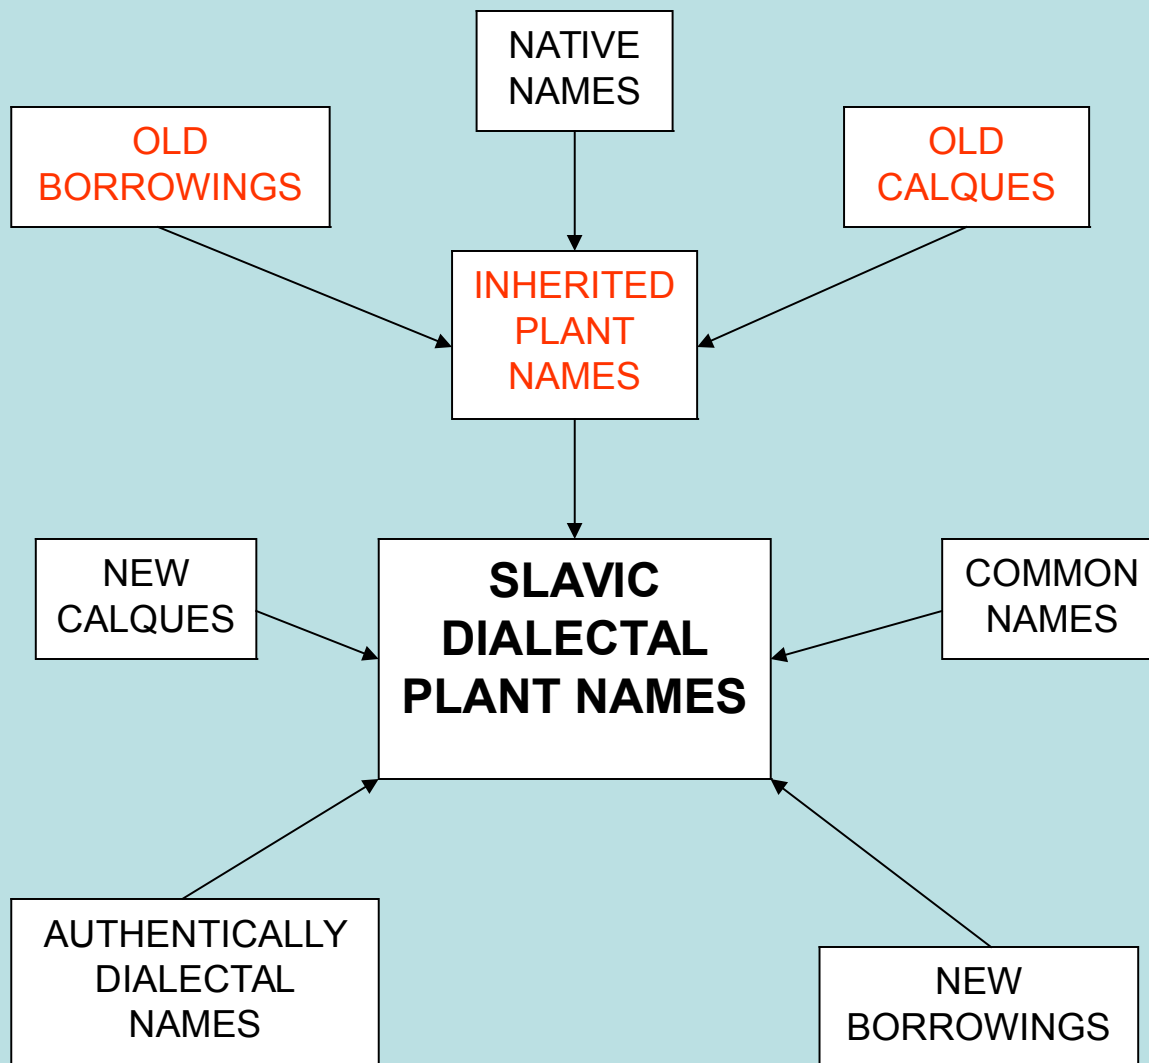 NATIVE
NAMES
OLD
BORROWINGS
OLD
CALQUES
INHERITED
PLANT
NAMES
NEW
CALQUES
SLAVIC
DIALECTAL
PLANT NAMES
COMMON
NAMES
AUTHENTICALLY
DIALECTAL
NAMES
NEW
BORROWINGS